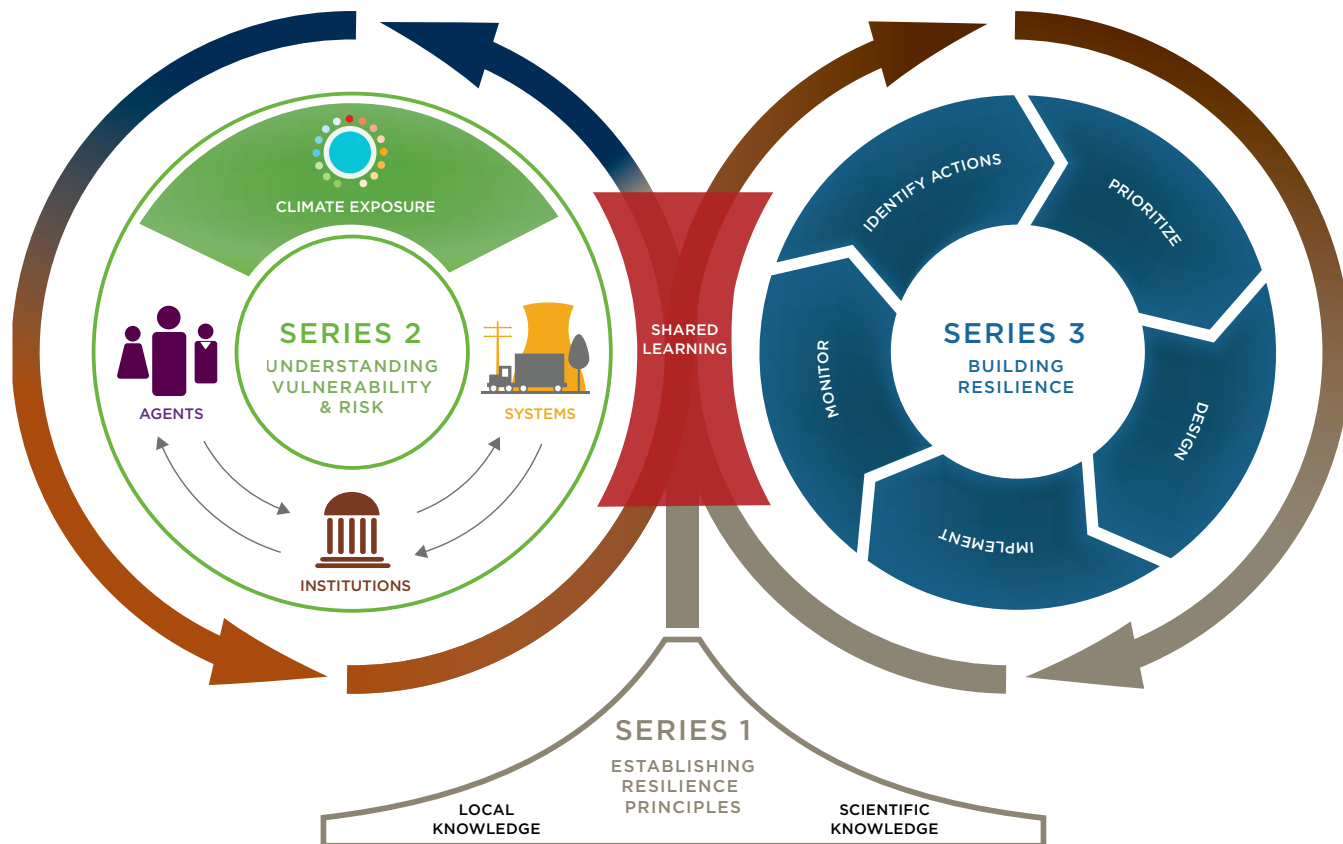 CLIMATE EXPOSURE
SERIES 2
UNDERSTANDING
VULNERABILITY
& RISK
AGENTS
SYSTEMS
INSTITUTIONS
SHARED
LEARNING
IDENTIFY ACTIONS
PRIORITIZE
DESIGN
IMPLEMENT
MONITOR
SERIES 3
BUILDING
RESILIENCE
SERIES 1
ESTABLISHING
RESILIENCE
PRINCIPLES
LOCAL
KNOWLEDGE
SCIENTIFIC
KNOWLEDGE